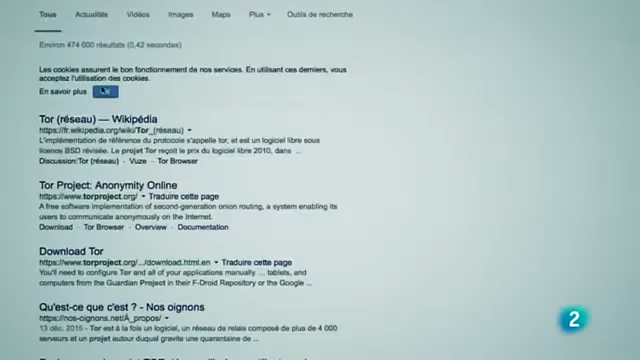 Tous Actualités Vidéos Images Maps Plus Outils de recherche
Environ 474 000 résultats (0,42 secondes)
Les cookies assurent le bon fonctionnement de nos services. En utilisant ces derniers, vous
acceptez l'utilisation des cookies.
En savoir plus
Tor (réseau) — Wikipédia
https://fr.wikipedia.org/wiki/Tor_(réseau)
L'implémentation de référence du protocole s'appelle tor, et est un logiciel libre sous
licence BSD révisée. Le projet Tor reçoit le prix du logiciel libre 2010, dans ...
Discussion:Tor (réseau) - Vuze - Tor Browser
Tor Project: Anonymity Online
https://www.torproject.org/ Traduire cette page
A free software implementation of second-generation onion routing, a system enabling its
users to communicate anonymously on the Internet.
Download - Tor Browser - Overview - Documentation
Download Tor
https://www.torproject.org/.../download.html.en Traduire cette page
You'll need to configure Tor and all of your applications manually. ... tablets, and
computers from the Guardian Project in their F-Droid Repository or the Google ...
Qu'est-ce que c'est ? - Nos oignons
https://nos-oignons.net/À_propos/
13 déc. 2015 - Tor est à la fois un logiciel, un réseau de relais composé de plus de 4 000
serveurs et un projet autour duquel gravite une quarantaine de ...
2